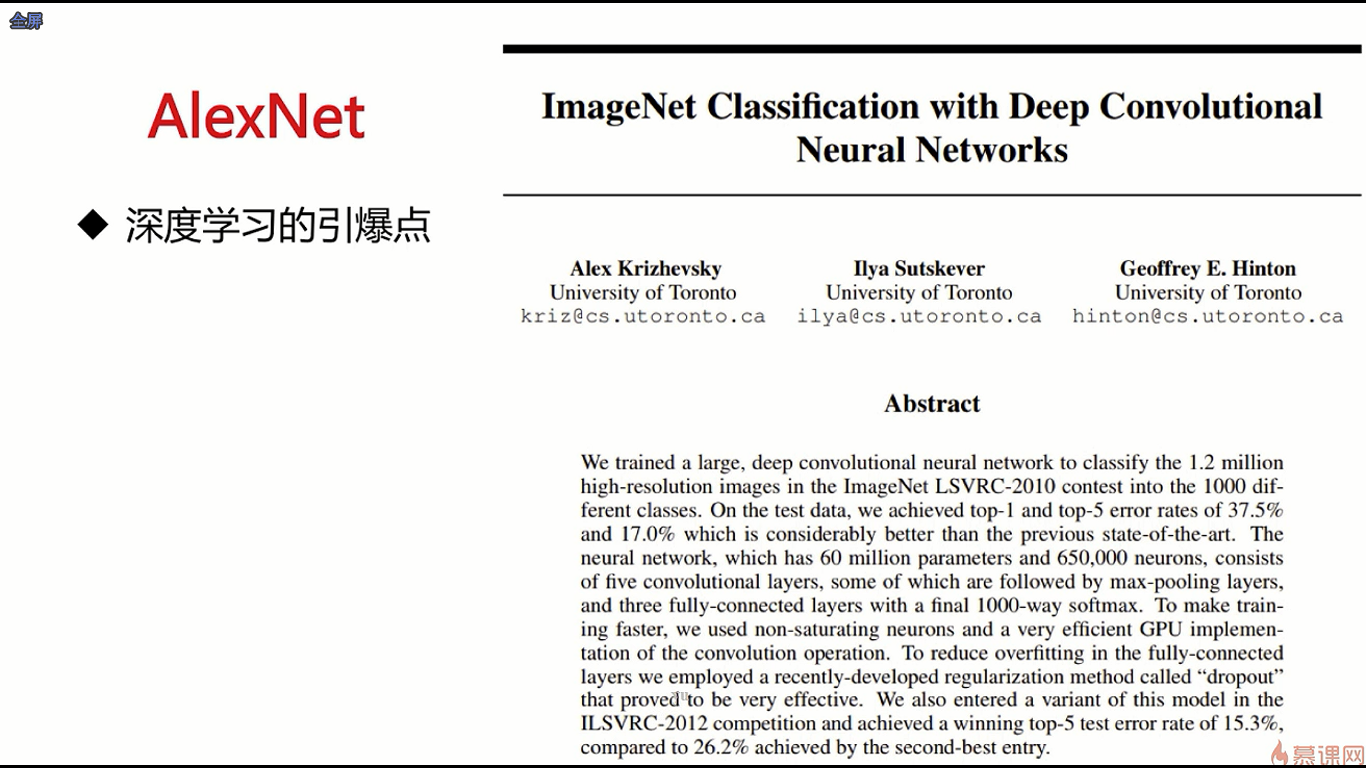 全屏
AlexNet
◆ 深度学习的引爆点
ImageNet Classification with Deep Convolutional
Neural Networks
Alex Krizhevsky
University of Toronto
kriz@cs.utoronto.ca
Ilya Sutskever
University of Toronto
ilya@cs.utoronto.ca
Geoffrey E. Hinton
University of Toronto
hinton@cs.utoronto.ca
Abstract
We trained a large, deep convolutional neural network to classify the 1.2 million
high-resolution images in the ImageNet LSVRC-2010 contest into the 1000 dif-
ferent classes. On the test data, we achieved top-1 and top-5 error rates of 37.5%
and 17.0% which is considerably better than the previous state-of-the-art. The
neural network, which has 60 million parameters and 650,000 neurons, consists
of five convolutional layers, some of which are followed by max-pooling layers,
and three fully-connected layers with a final 1000-way softmax. To make train-
ing faster, we used non-saturating neurons and a very efficient GPU implemen-
tation of the convolution operation. To reduce overfitting in the fully-connected
layers we employed a recently-developed regularization method called “dropout”
that proved to be very effective. We also entered a variant of this model in the
ILSVRC-2012 competition and achieved a winning top-5 test error rate of 15.3%,
compared to 26.2% achieved by the second-best entry.
慕课网